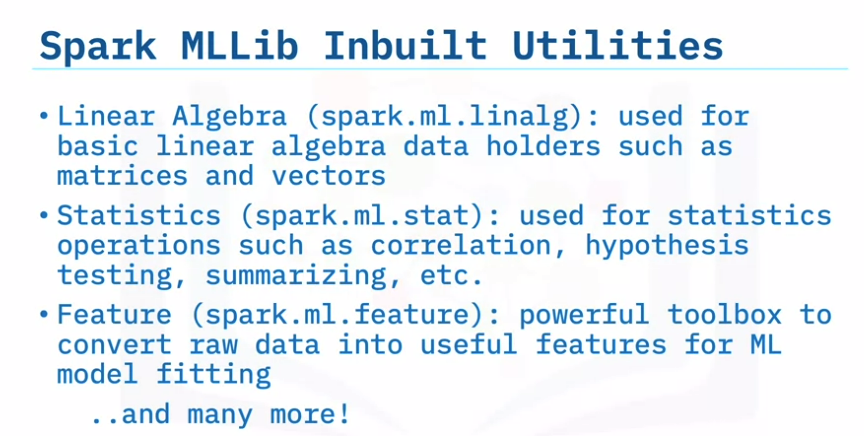 Spark MLLib Inbuilt Utilities
• Linear Algebra (spark.ml.linalg): used for
basic linear algebra data holders such as
matrices and vectors
• Statistics (spark.ml.stat): used for statistics
operations such as correlation, hypothesis
testing, summarizing, etc.
• Feature (spark.ml.feature): powerful toolbox to
convert raw data into useful features for ML
model fitting
..and many more!